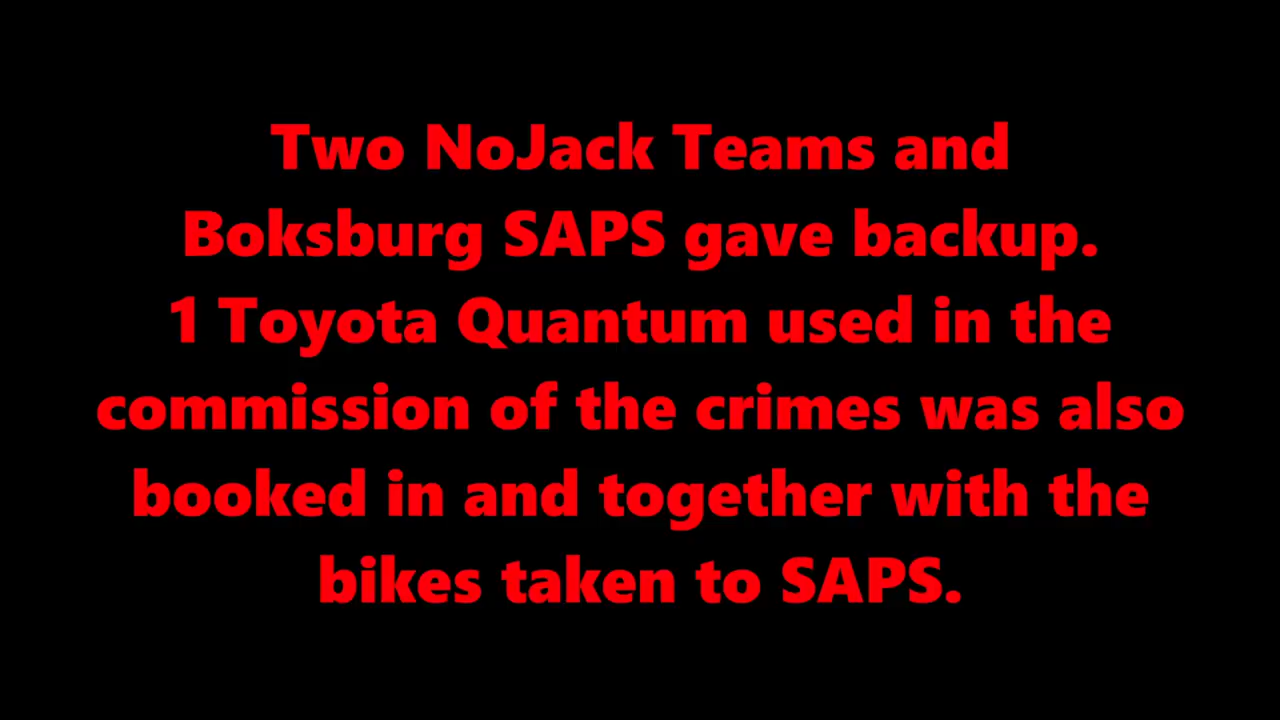 Two NoJack Teams and
Boksburg SAPS gave backup.
1 Toyota Quantum used in the
commission of the crimes was also
booked in and together with the
bikes taken to SAPS.